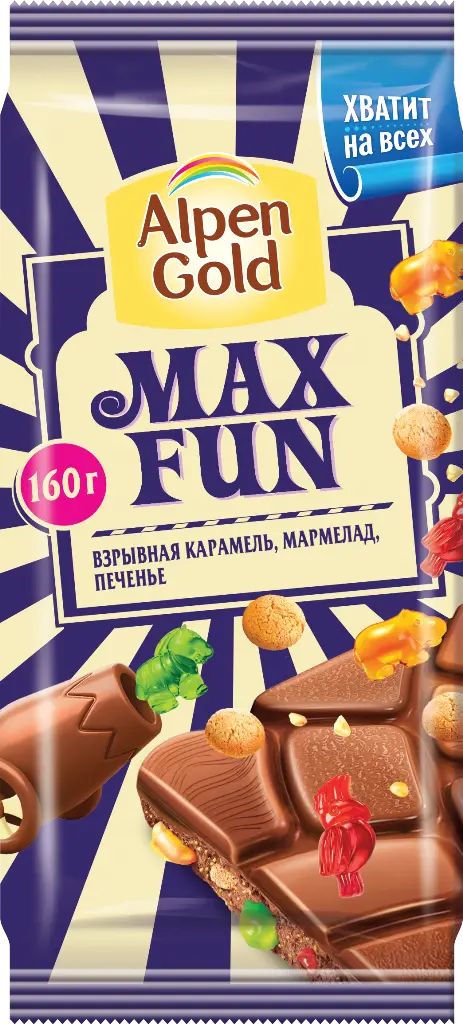 ХВАТИТ
на всех
Alpen
Gold
MAX
FUN
160 г
ВЗРЫВНАЯ КАРАМЕЛЬ, МАРМЕЛАД,
ПЕЧЕНЬЕ